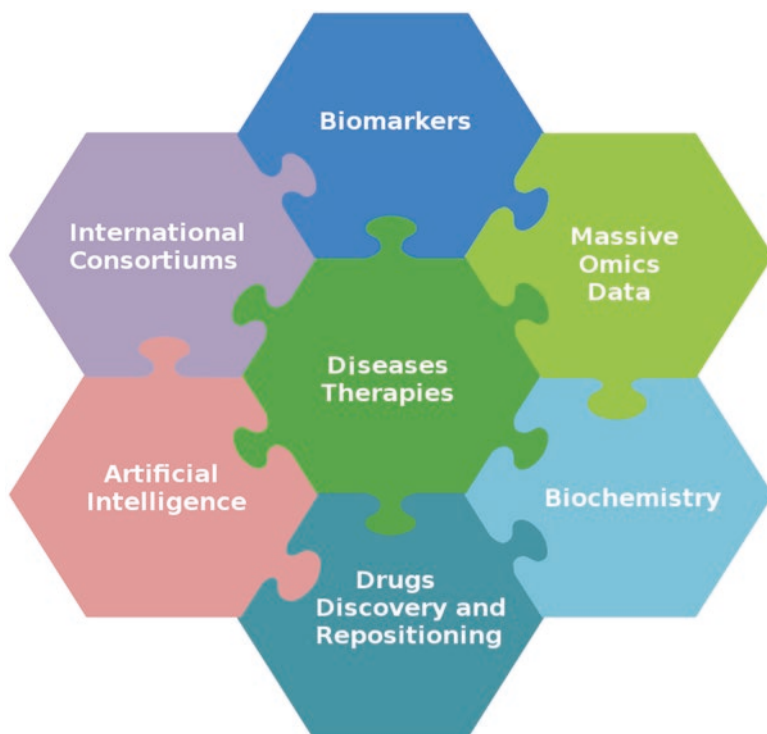 Biomarkers
International
Consortiums
Massive
Omics
Data
Diseases
Therapies
Artificial
Intelligence
Biochemistry
Drugs
Discovery and
Repositioning